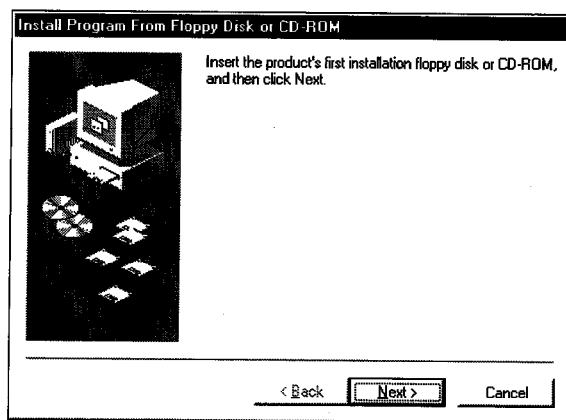 Install Program From Floppy Disk or CD-ROM
Insert the product's first installation floppy disk or CD-ROM,
and then click Next.
< Back
Next >
Cancel